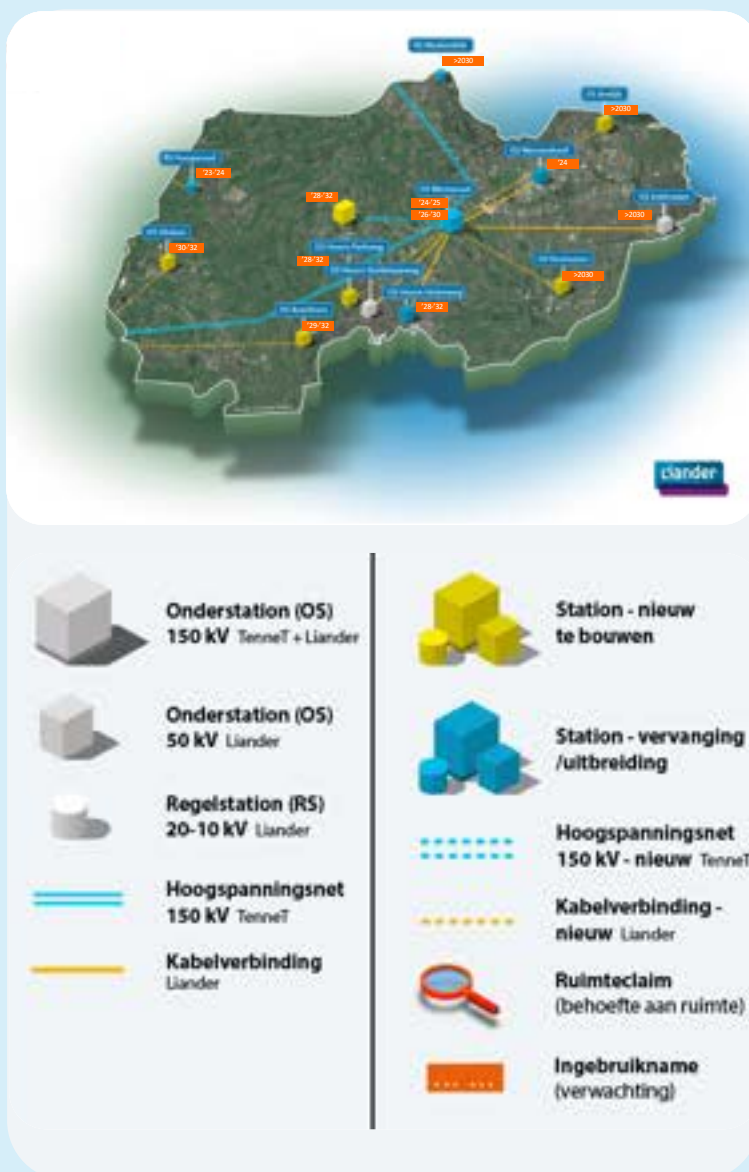 >2030
>2030
'24
'23-'24
'28-'32
'24-'25
'26-'30
>2030
'30-'32
'28-'32
>2030
'28-'32
'29-'32
Liander
Onderstation (OS)
150 kV TenneT + Liander
Onderstation (OS)
50 kV Liander
Regelstation (RS)
20-10 kV Liander
Hoogspanningsnet
150 kV TenneT
Kabelverbinding
Liander
Station - nieuw
te bouwen
Station - vervanging
/uitbreiding
Hoogspanningsnet
150 kV - nieuw TenneT
Kabelverbinding -
nieuw Liander
Ruimteclaim
(behoefte aan ruimte)
Ingebruikname
(verwachting)